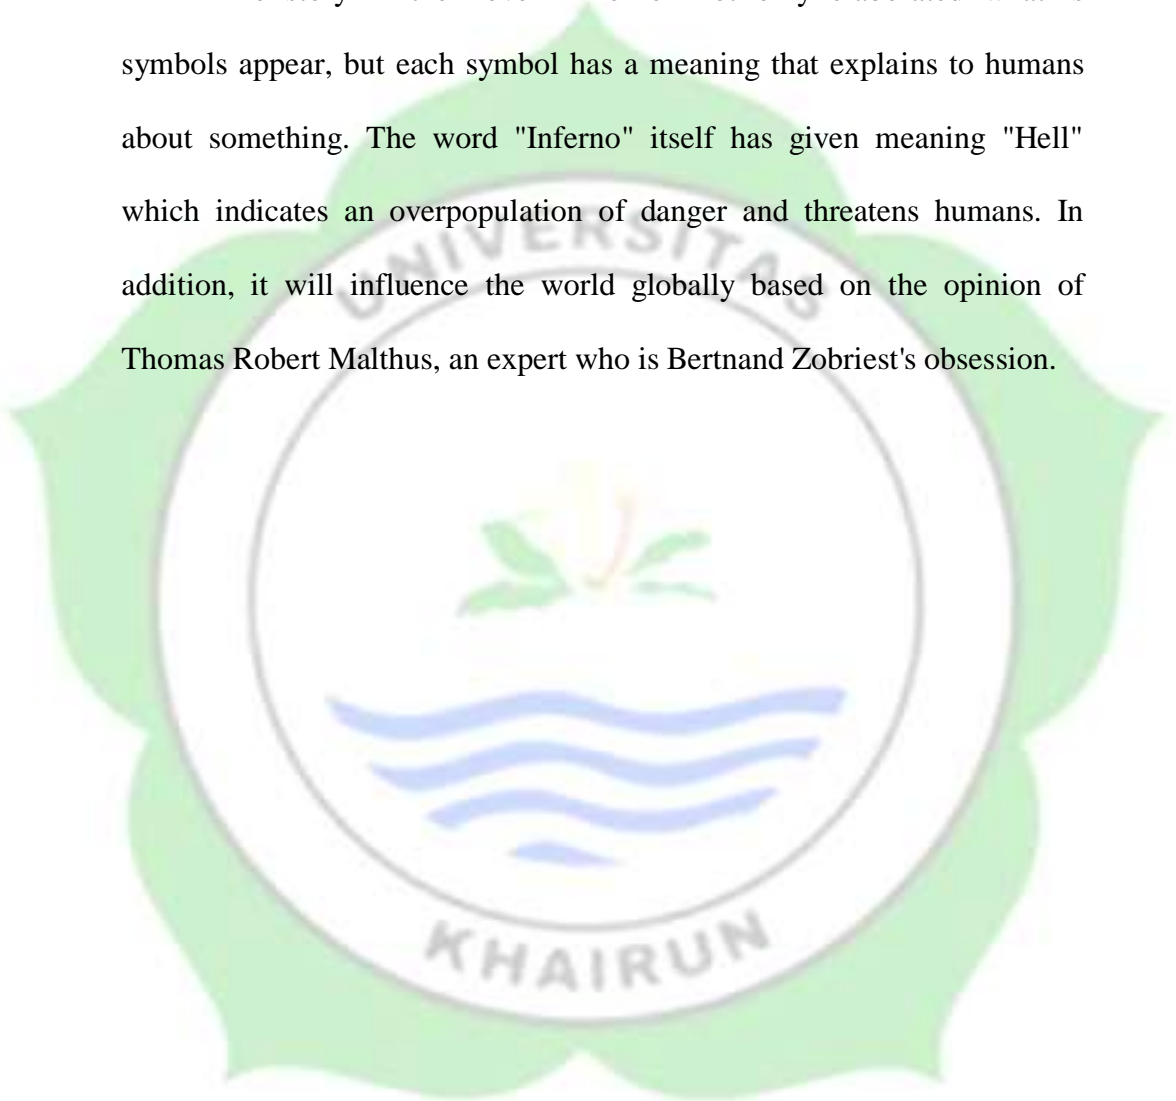 symbols appear, but each symbol has a meaning that explains to humans
about something. The word "Inferno" itself has given meaning "Hell"
which indicates an overpopulation of danger and threatens humans. In
addition, it will influence the world globally based on the opinion of
Thomas Robert Malthus, an expert who is Bertnand Zobriest's obsession.
UNIVERSITAS
KHAIRUN